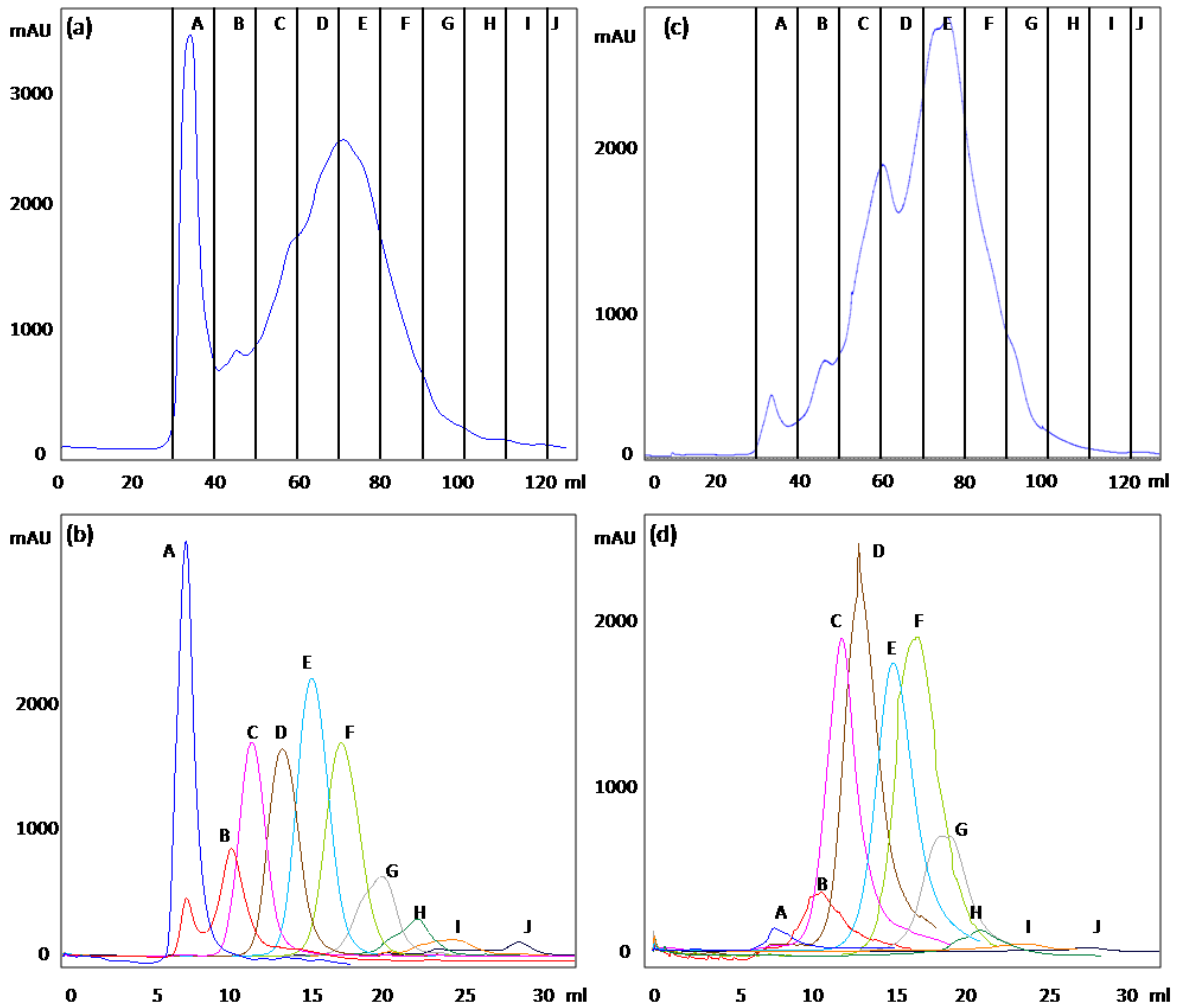 mAU (a) A B C D E F G H I J
3000
2000
1000
0
0 20 40 60 80 100 120 ml
mAU (c) A B C D E F G H I J
2000
1000
0
0 20 40 60 80 100 120 ml
mAU (b)
A
E
C D F
2000
B
1000
G
H I J
0
0 5 10 15 20 25 30 ml
mAU (d)
D
2000
C E F
1000
G
B
A H I J
0
0 5 10 15 20 25 30 ml